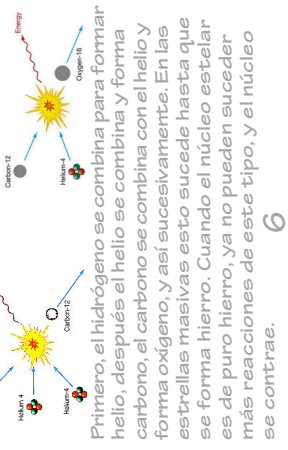 Energy
Carbon-12
Oxygen-16
Helium-4
Helium 4
Carbon-12
Helium-4
Primero, el hidrógeno se combina para formar
helio, después el helio se combina y forma
carbono, el carbono se combina con el helio y
forma oxígeno, y así sucesivamente. En las
estrellas masivas esto sucede hasta que
se forma hierro. Cuando el núcleo estelar
es de puro hierro, ya no pueden suceder
más reacciones de este tipo, y el núcleo
se contrae.
6